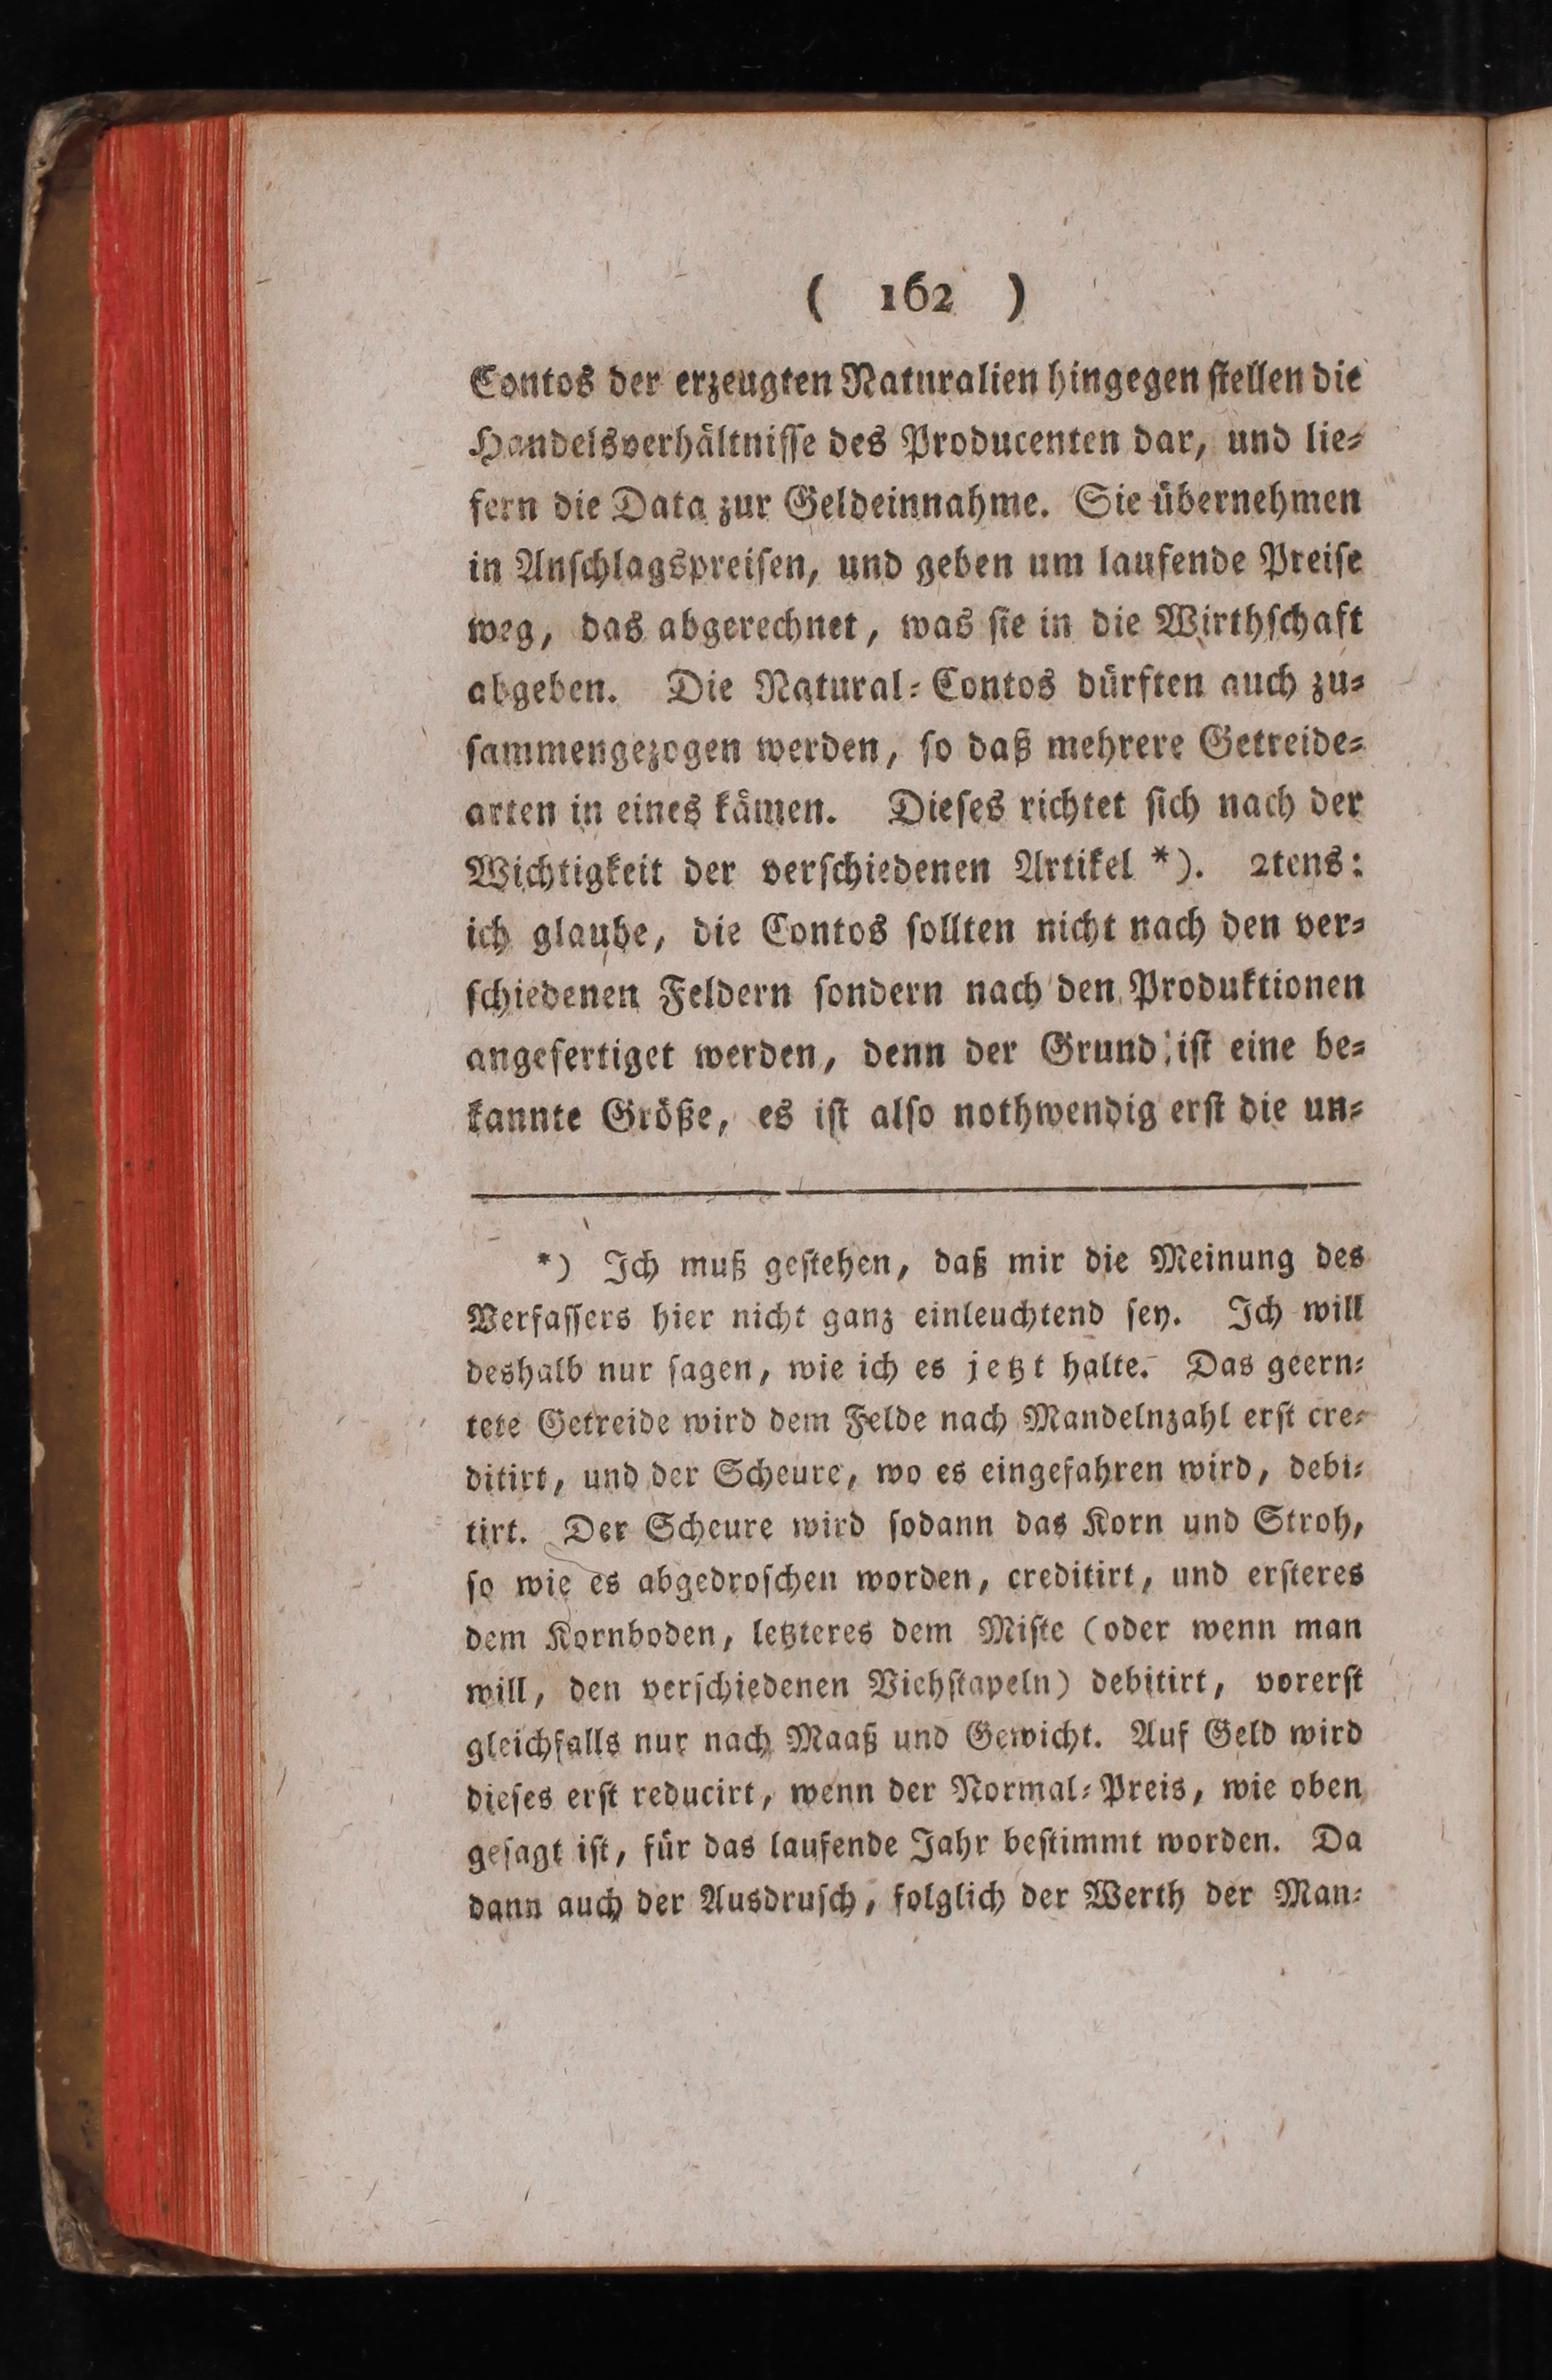 ( 162 )
Contos der erzeugten Naturalien hingegen ſtellen die
Handelsverhältniſſe des Producenten dar, und lie⸗
fern die Data zur Geldeinnahme. Sie übernehmen
in Anſchlagspreiſen, und geben um laufende Preiſe
weg, das abgerechnet, was ſie in die Wirthſchaft
abgeben. Die Natural⸗Contos dürften auch zu⸗
ſammengezogen werden, ſo daß mehrere Getreide⸗
arten in eines kämen. Dieſes richtet ſich nach der
Wichtigkeit der verſchiedenen Artikel *). 2tens:
ich glaube, die Contos ſollten nicht nach den ver⸗
ſchiedenen Feldern ſondern nach den Produktionen
angefertiget werden, denn der Grund iſt eine be⸗
kannte Größe, es iſt alſo nothwendig erſt die un⸗
*) Ich muß geſtehen, daß mir die Meinung des
Verfaſſers hier nicht ganz einleuchtend ſey. Ich will
deshalb nur ſagen, wie ich es jetzt halte. Das geern⸗
tete Getreide wird dem Felde nach Mandelnzahl erſt cre⸗
ditirt, und der Scheure, wo es eingefahren wird, debi⸗
tirt. Der Scheure wird ſodann das Korn und Stroh,
ſo wie es abgedroſchen worden, creditirt, und erſteres
dem Kornboden, letzteres dem Miſte (oder wenn man
will, den verſchiedenen Viehſtapeln) debitirt, vorerſt
gleichfalls nur nach Maaß und Gewicht. Auf Geld wird
dieſes erſt reducirt, wenn der Normal⸗Preis, wie oben
geſagt iſt, für das laufende Jahr beſtimmt worden. Da
dann auch der Ausdruſch, folglich der Werth der Man⸗